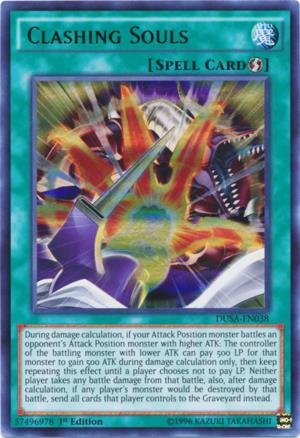 CLASHING SOULS
魔
[SPELL CARD]
DUSA-EN038
During damage calculation, if your Attack Position monster battles an
opponent's Attack Position monster with higher ATK: The controller
of the battling monster with lower ATK can pay 500 LP for that
monster to gain 500 ATK during damage calculation only, then keep
repeating this effect until a player chooses not to pay LP. Neither
player takes any battle damage from that battle, also, after damage
calculation, if any player's monster would be destroyed by that
battle, send all cards that player controls to the Graveyard instead.
57496978 1st Edition ©1996 KAZUKI TAKAHASHI